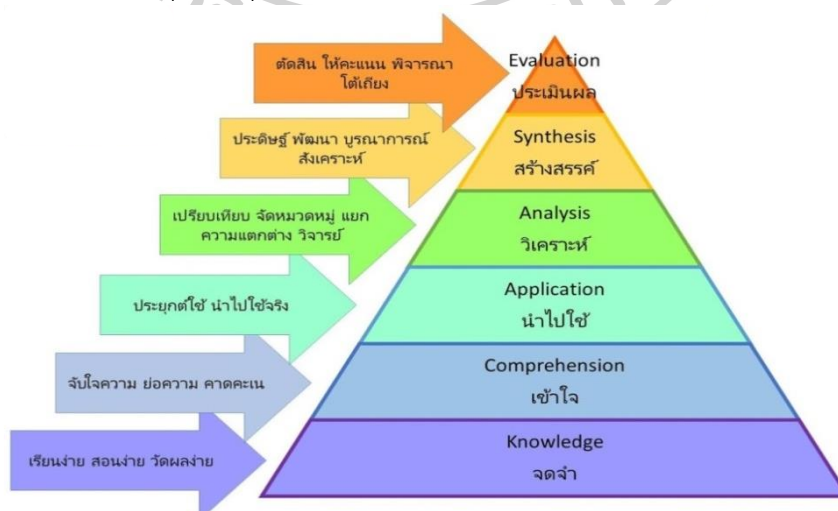 ตัดสิน ให้คะแนน พิจารณา
โต้เถียง
Evaluation
ประเมินผล
ประดิษฐ์ พัฒนา บูรณาการณ์
สังเคราะห์
Synthesis
สร้างสรรค์
เปรียบเทียบ จัดหมวดหมู่ แยก
ความแตกต่าง วิจารย์
Analysis
วิเคราะห์
ประยุกต์ใช้ นำไปใช้จริง
Application
นำไปใช้
จับใจความ ย่อความ คาดคะเน
Comprehension
เข้าใจ
เรียนง่าย สอนง่าย วัดผลง่าย
Knowledge
จดจำ